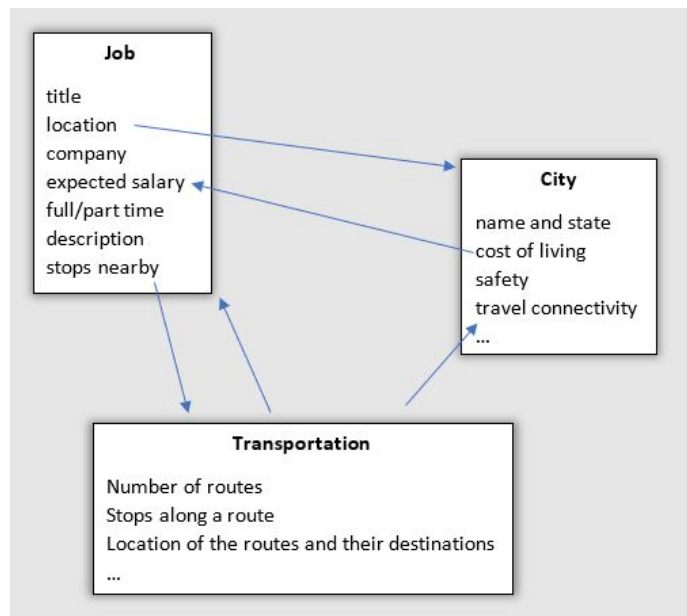 Job
title
location
company
expected salary
full/part time
description
stops nearby
City
name and state
cost of living
safety
travel connectivity
...
Transportation
Number of routes
Stops along a route
Location of the routes and their destinations
...